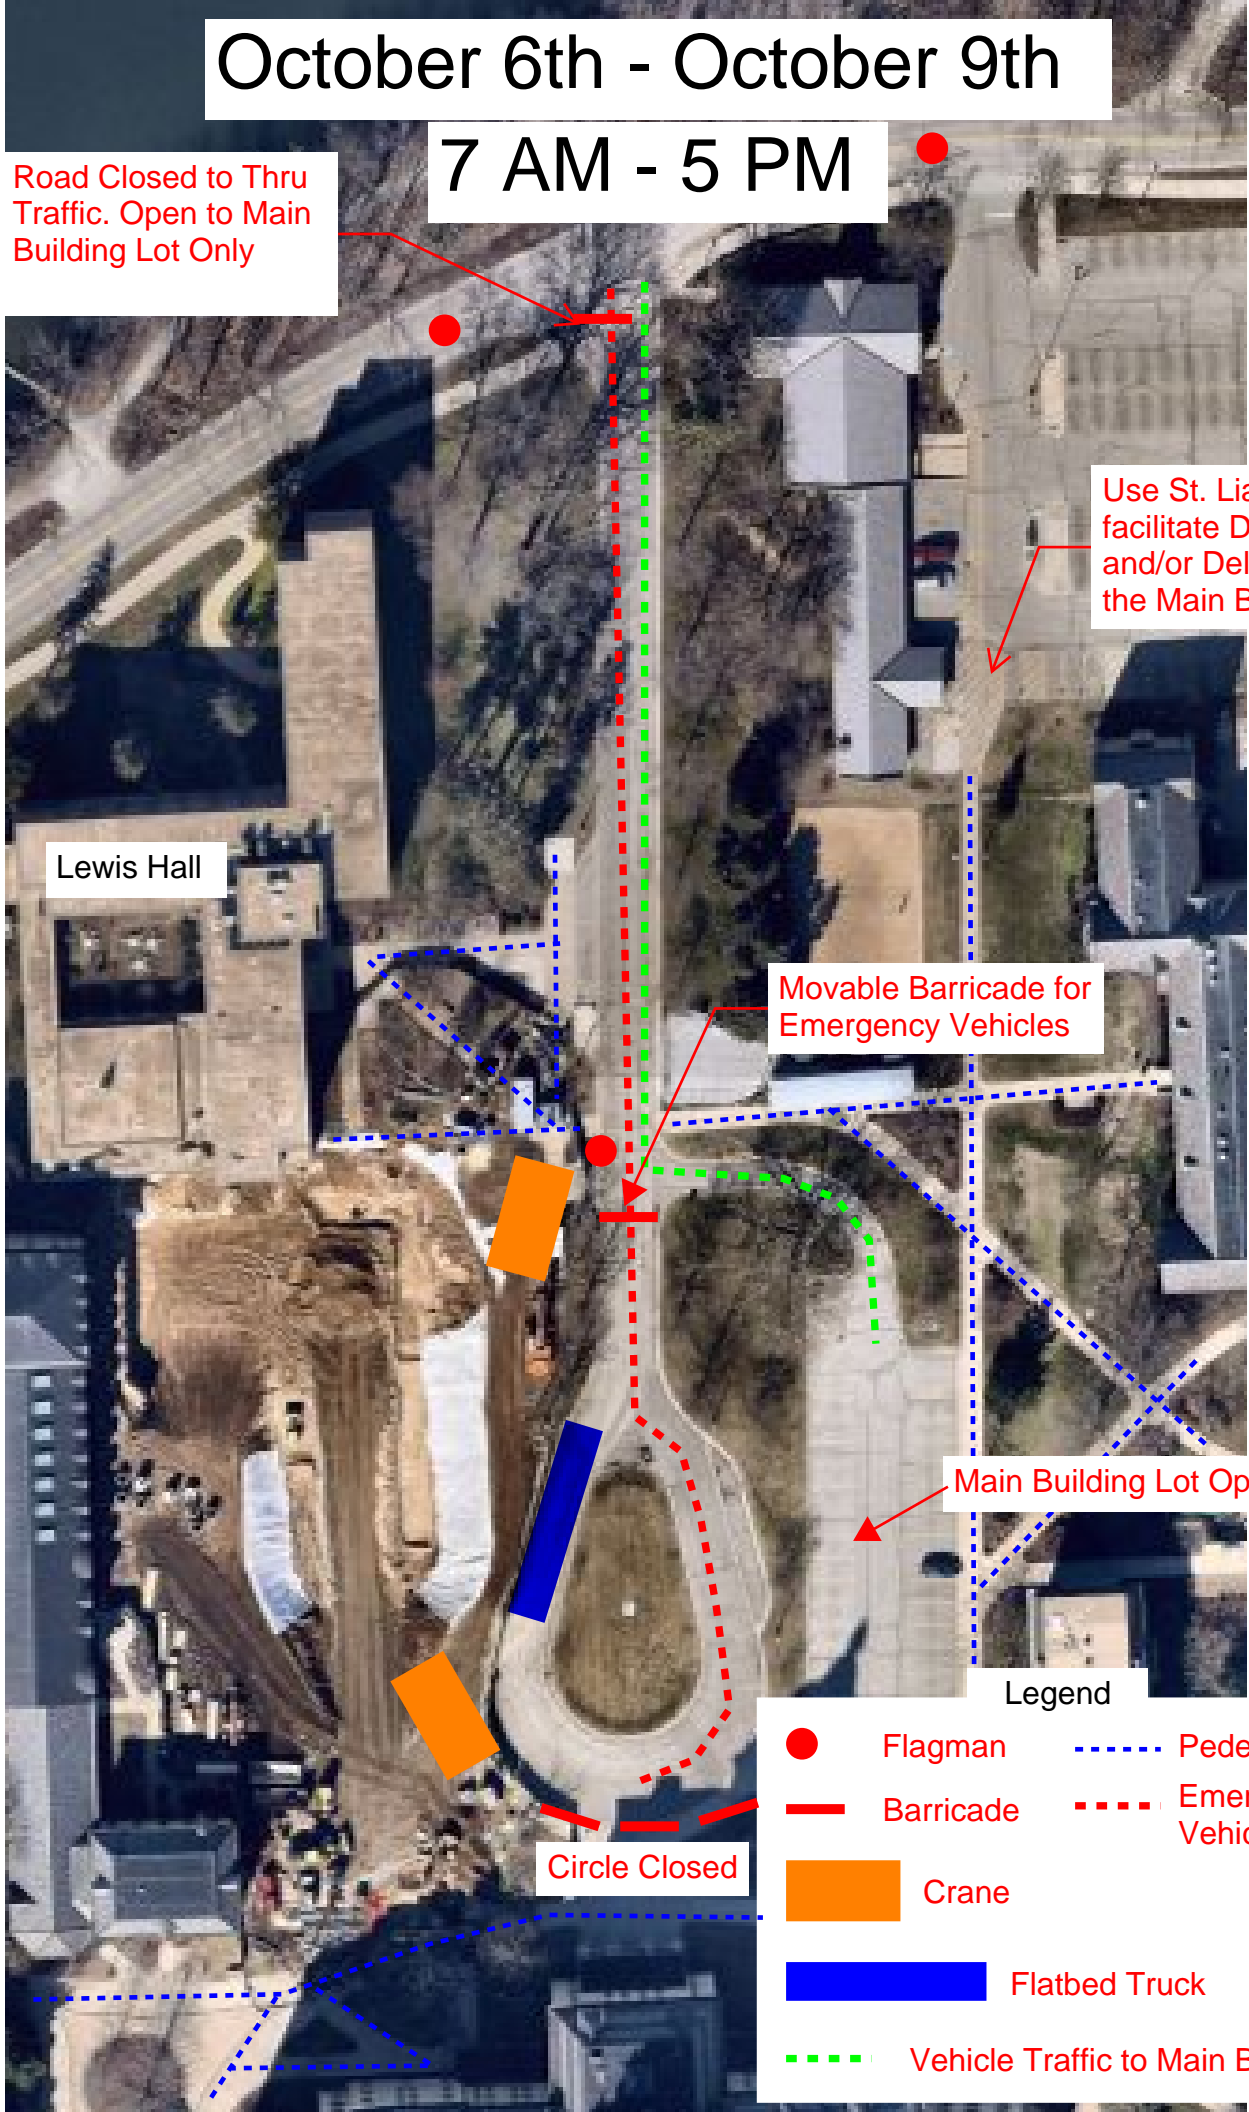 October 6th - October 9th
7 AM - 5 PM
Road Closed to Thru
Traffic. Open to Main
Building Lot Only
Use St. Lia
facilitate D
and/or Del
the Main B
Lewis Hall
Movable Barricade for
Emergency Vehicles
Main Building Lot Op
Legend
Flagman
Pede
Barricade
Emer
Vehic
Circle Closed
Crane
Flatbed Truck
Vehicle Traffic to Main B